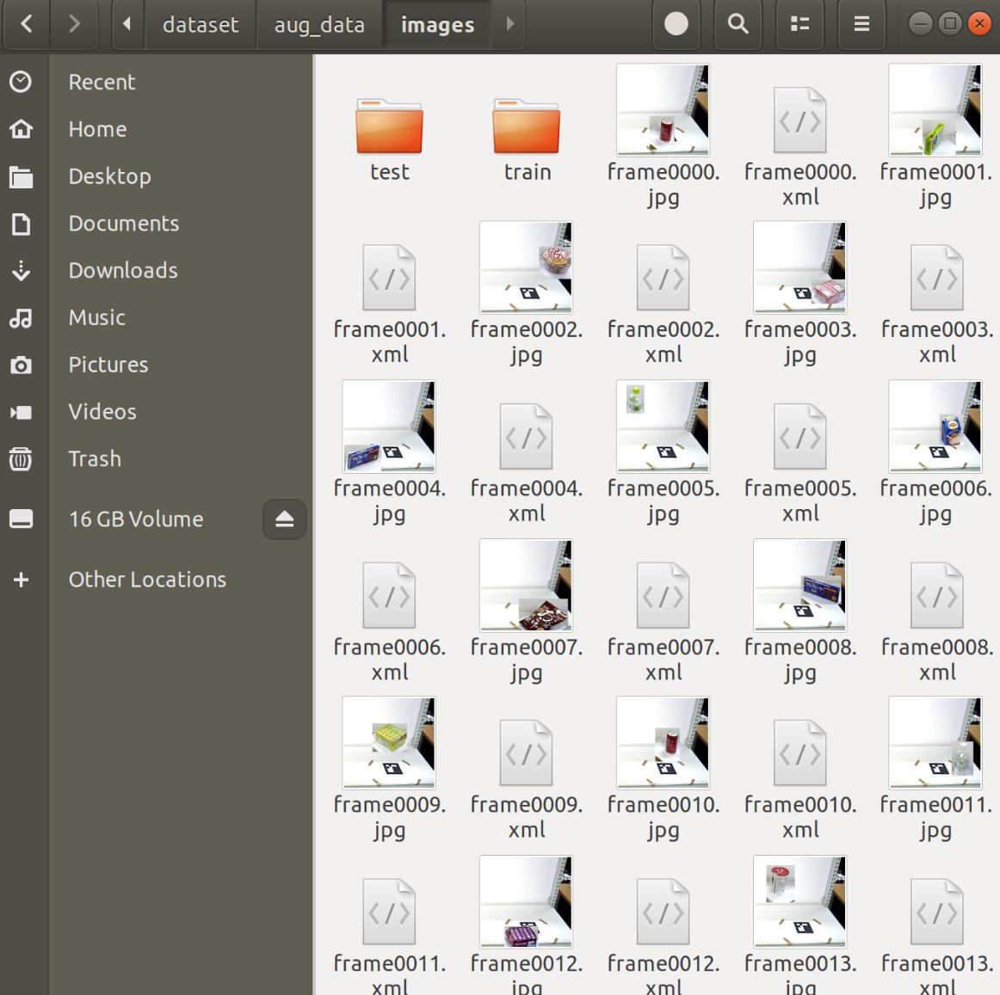 dataset
aug_data
images
Recent
Home
Desktop
Documents
Downloads
Music
Pictures
Videos
Trash
16 GB Volume
Other Locations
test
train
frame0000.
jpg
frame0000.
xml
frame0001.
jpg
frame0001.
xml
frame0002.
jpg
frame0002.
xml
frame0003.
jpg
frame0003.
xml
frame0004.
jpg
frame0004.
xml
frame0005.
jpg
frame0005.
xml
frame0006.
jpg
frame0006.
xml
frame0007.
jpg
frame0007.
xml
frame0008.
jpg
frame0008.
xml
frame0009.
jpg
frame0009.
xml
frame0010.
jpg
frame0010.
xml
frame0011.
jpg
frame0011.
xml
frame0012.
jpg
frame0012.
xml
frame0013.
jpg
frame0013.
xml